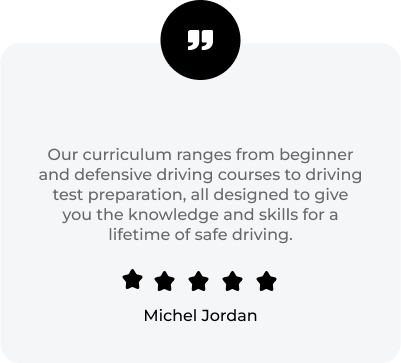 Our curriculum ranges from beginner
and defensive driving courses to driving
test preparation, all designed to give
you the knowledge and skills for a
lifetime of safe driving.
Michel Jordan